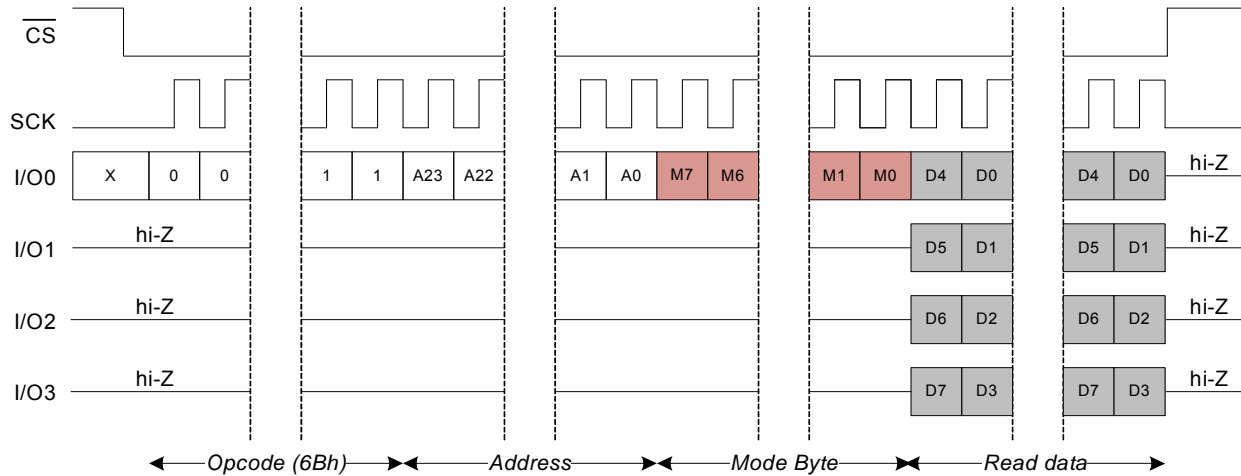 CS
SCK
I/O0 X 0 0 1 1 A23 A22 A1 A0 M7 M6 M1 M0 D4 D0 D4 D0 hi-Z
I/O1 hi-Z D5 D1 D5 D1 hi-Z
I/O2 hi-Z D6 D2 D6 D2 hi-Z
I/O3 hi-Z D7 D3 D7 D3 hi-Z
Opcode (6Bh) Address Mode Byte Read data